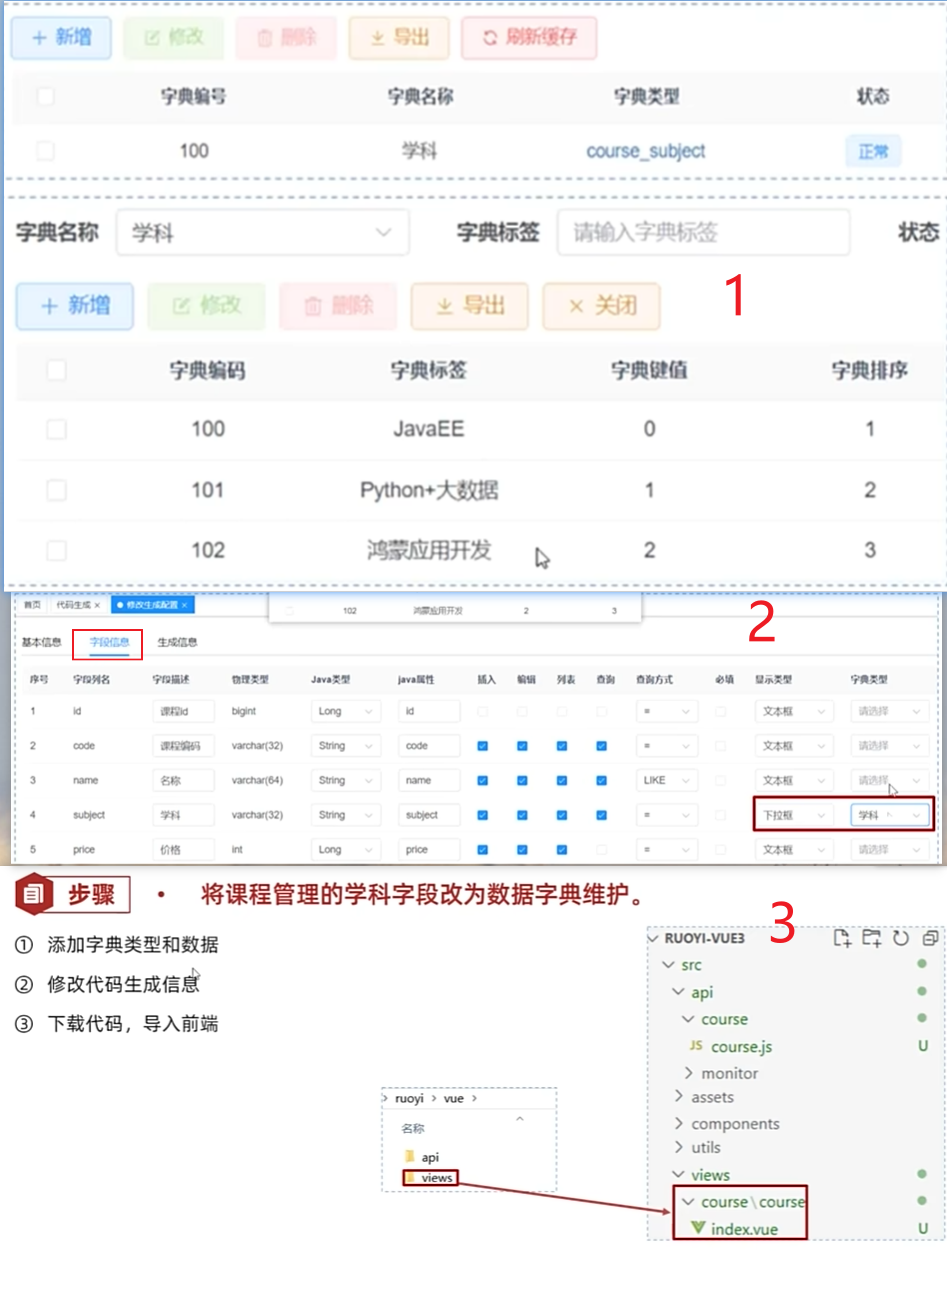 新增 修改 删除 导出 刷新缓存
字典编号 字典名称 字典类型 状态
100 学科 course_subject 正常
字典名称 学科 字典标签 请输入字典标签 状态
1
新增 修改 删除 导出 关闭
字典编码 字典标签 字典键值 字典排序
100 JavaEE 0 1
101 Python+大数据 1 2
102 鸿蒙应用开发 2 3
首页 代码生成 × 修改生成配置 ×
102 鸿蒙应用开发 2 3
2
基本信息 字段信息 生成信息
序号 字段列名 字段描述 物理类型 Java类型 java属性 插入 编辑 列表 查询 查询方式 必填 显示类型 字典类型
1 id 课程id bigint Long id = 文本框 请选择
2 code 课程编码 varchar(32) String code = 文本框 请选择
3 name 名称 varchar(64) String name LIKE 文本框 请选择
4 subject 学科 varchar(32) String subject = 下拉框 学科
5 price 价格 int Long price = 文本框 请选择
步骤 • 将课程管理的学科字段改为数据字典维护。
3
① 添加字典类型和数据
② 修改代码生成信息
③ 下载代码，导入前端
RUOYI-VUE3
src
api
course
JS course.js U
monitor
assets
components
utils
views
course\course
index.vue U
> ruoyi > vue >
名称
api
views